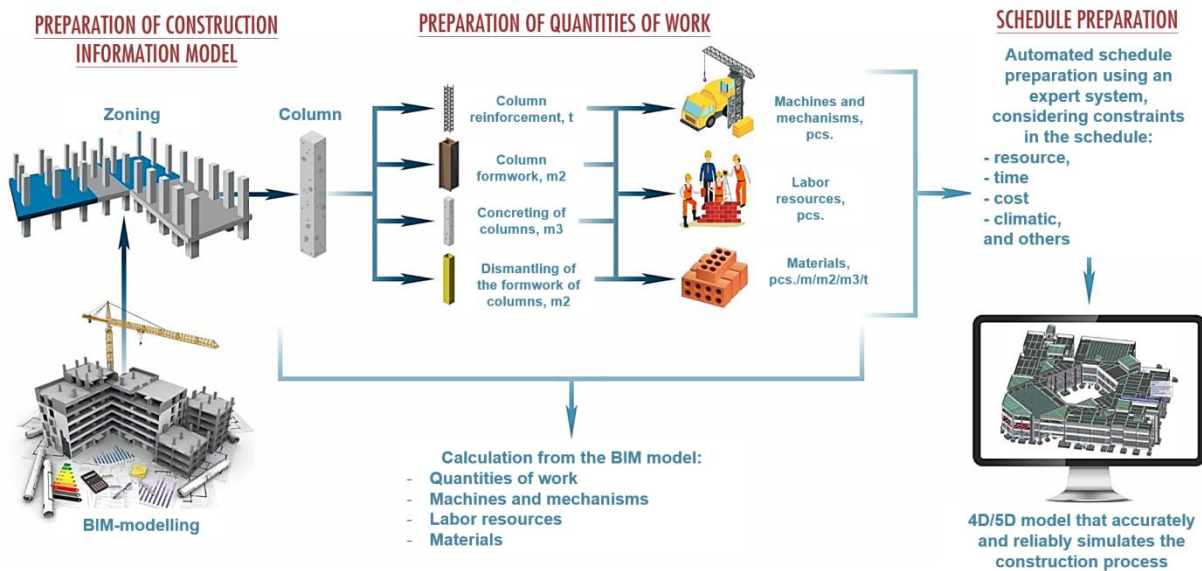 PREPARATION OF CONSTRUCTION
INFORMATION MODEL
Zoning
Column
BIM-modelling
PREPARATION OF QUANTITIES OF WORK
Column
reinforcement, t
Column
formwork, m2
Concreting of
columns, m3
Dismantling of
the formwork of
columns, m2
Machines and
mechanisms,
pcs.
Labor
resources,
pcs.
Materials,
pcs./m/m2/m3/t
Calculation from the BIM model:
- Quantities of work
- Machines and mechanisms
- Labor resources
- Materials
SCHEDULE PREPARATION
Automated schedule
preparation using an
expert system,
considering constraints
in the schedule:
- resource,
- time
- cost
- climatic,
and others
4D/5D model that accurately
and reliably simulates the
construction process